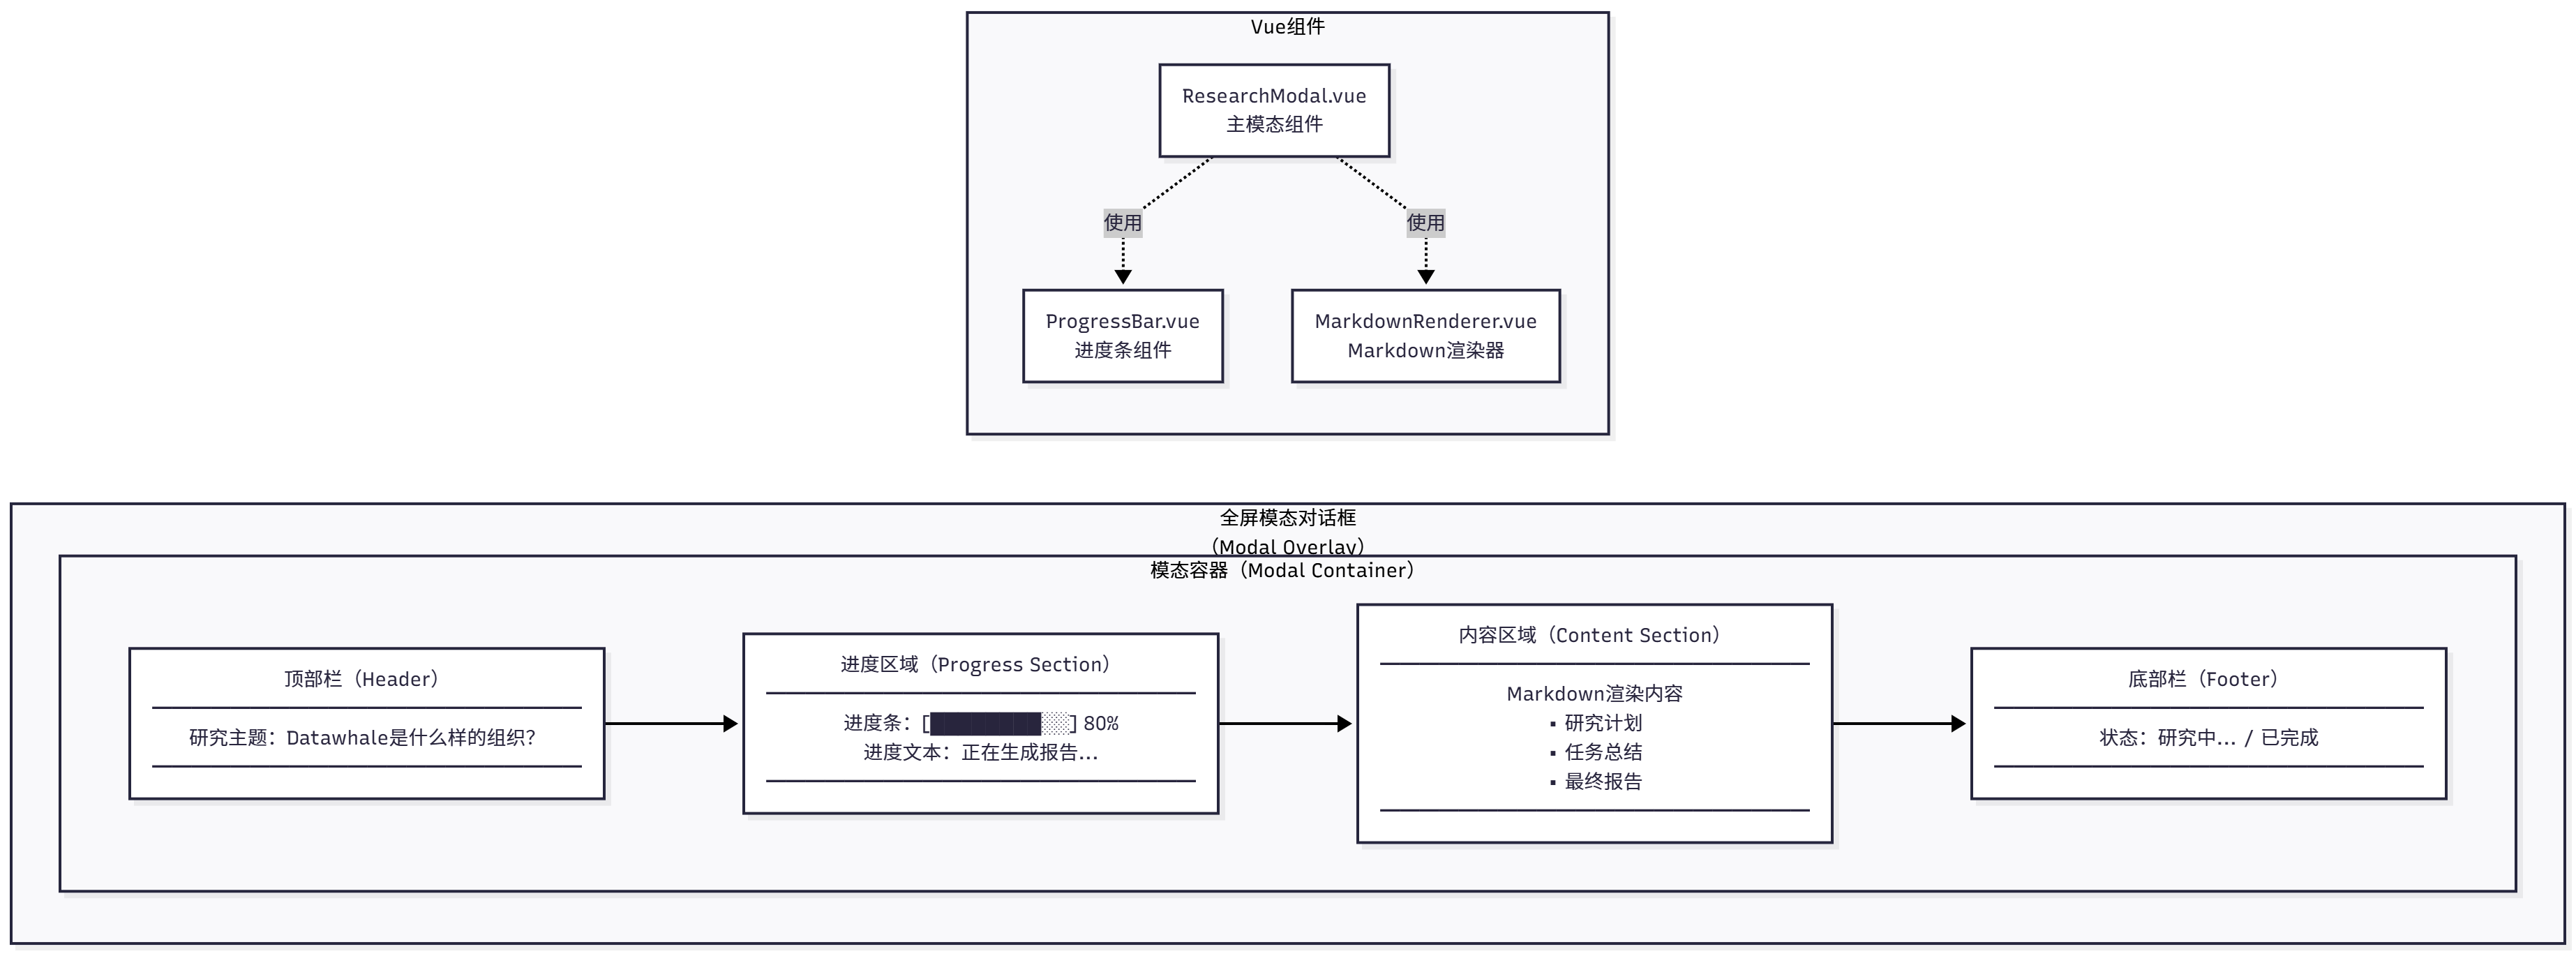 Vue组件
ResearchModal.vue
主模态组件
使用
使用
ProgressBar.vue
进度条组件
MarkdownRenderer.vue
Markdown渲染器
全屏模态对话框
（Modal Overlay）
模态容器（Modal Container）
顶部栏（Header）
研究主题：Datawhale是什么样的组织？
进度区域（Progress Section）
进度条：[████████░░] 80%
进度文本：正在生成报告...
内容区域（Content Section）
Markdown渲染内容
▪ 研究计划
▪ 任务总结
▪ 最终报告
底部栏（Footer）
状态：研究中... / 已完成